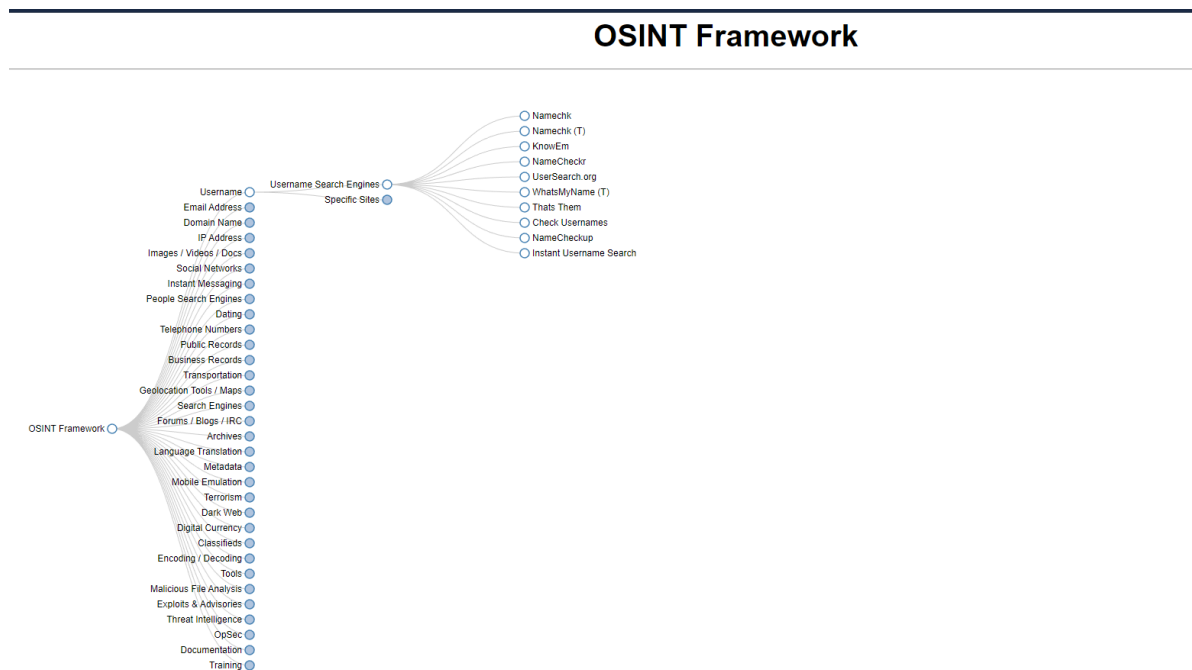 OSINT Framework
Namechk
Namechk (T)
KnowEm
NameCheckr
UserSearch.org
WhatsMyName (T)
Thats Them
Check Usernames
NameCheckup
Instant Username Search
Username Search Engines
Specific Sites
Username
Email Address
Domain Name
IP Address
Images / Videos / Docs
Social Networks
Instant Messaging
People Search Engines
Dating
Telephone Numbers
Public Records
Business Records
Transportation
Geolocation Tools / Maps
Search Engines
Forums / Blogs / IRC
Archives
Language Translation
Metadata
Mobile Emulation
Terrorism
Dark Web
Digital Currency
Classifieds
Encoding / Decoding
Tools
Malicious File Analysis
Exploits & Advisories
Threat Intelligence
OpSec
Documentation
Training
OSINT Framework